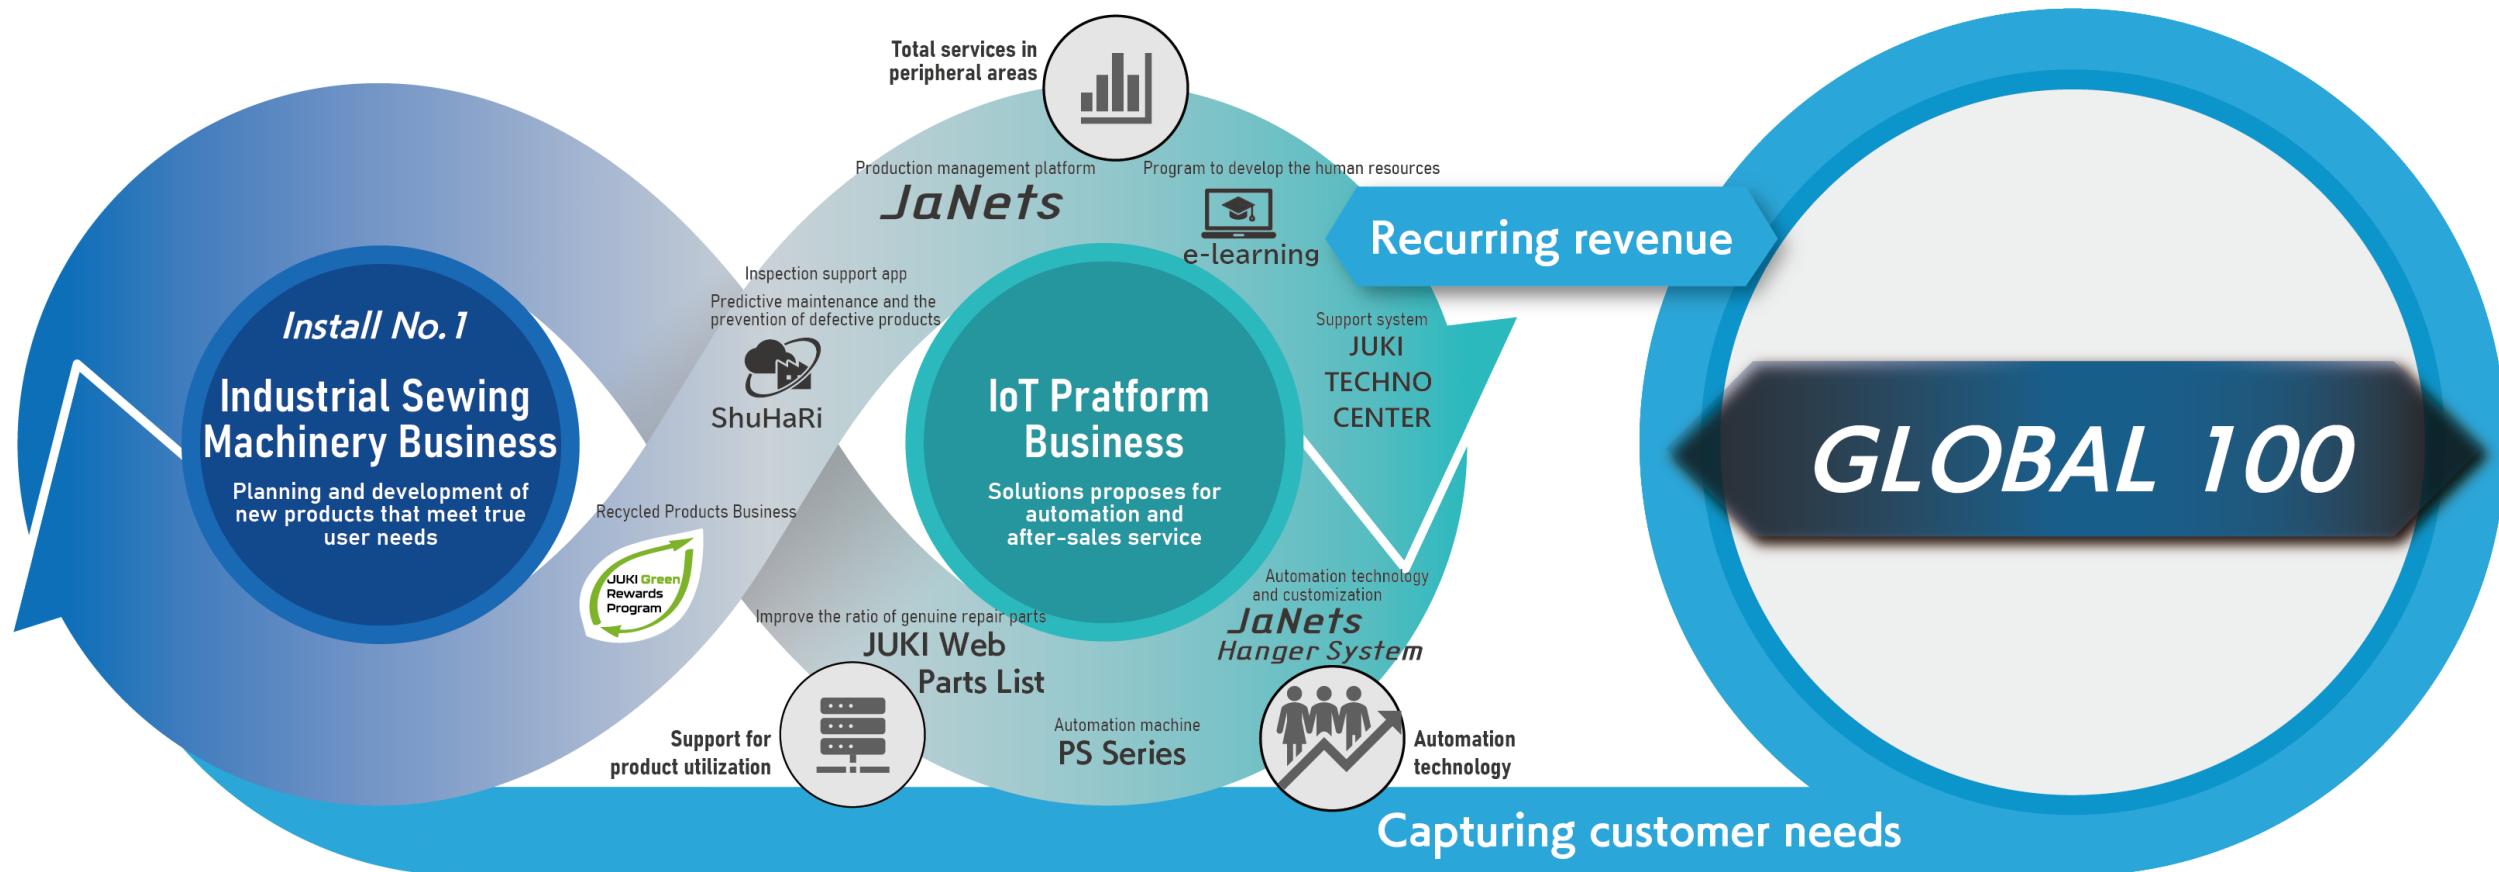 Total services in
peripheral areas
Production management platform
JaNets
Program to develop the human resources
e-learning
Recurring revenue
Inspection support app
Predictive maintenance and the
prevention of defective products
ShuHaRi
Support system
JUKI
TECHNO
CENTER
Install No.1
Industrial Sewing
Machinery Business
Planning and development of
new products that meet true
user needs
IoT Pratform
Business
Solutions proposes for
automation and
after-sales service
GLOBAL 100
Recycled Products Business
JUKI Green
Rewards
Program
Improve the ratio of genuine repair parts
JUKI Web
Parts List
Automation technology
and customization
JaNets
Hanger System
Automation machine
PS Series
Support for
product utilization
Automation
technology
Capturing customer needs